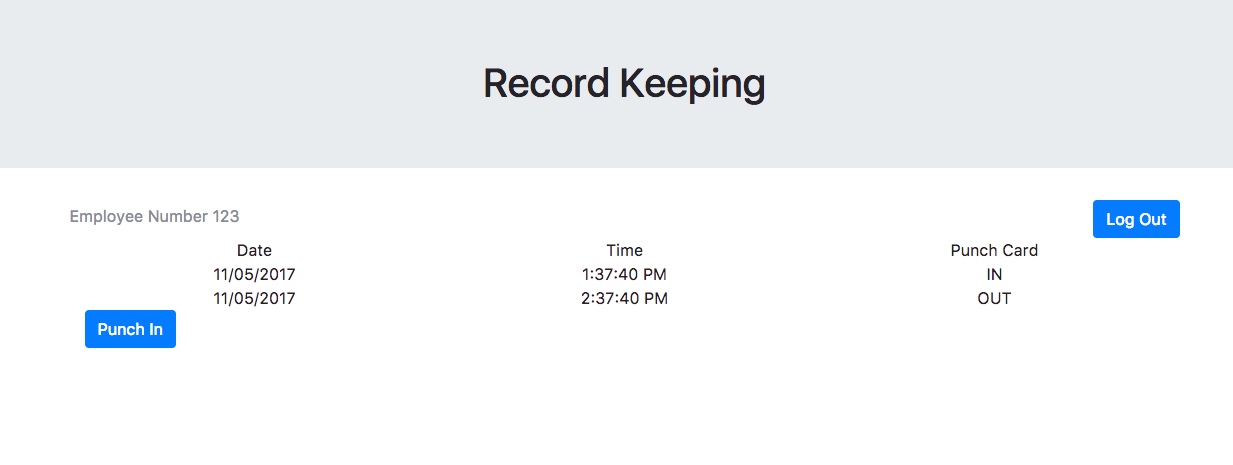 Record Keeping
Employee Number 123
Log Out
Date Time Punch Card
11/05/2017 1:37:40 PM IN
11/05/2017 2:37:40 PM OUT
Punch In